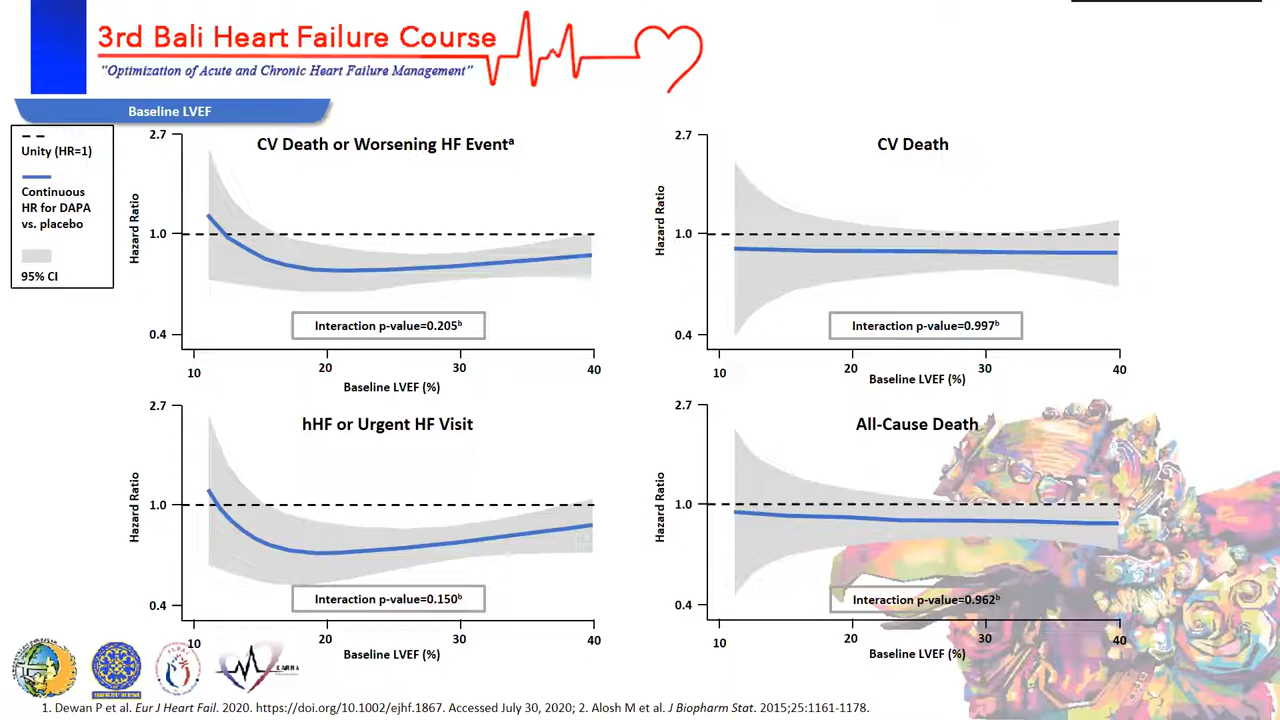 3rd Bali Heart Failure Course
“Optimization of Acute and Chronic Heart Failure Management”
Baseline LVEF
Unity (HR=1)
Continuous
HR for DAPA
vs. placebo
95% CI
CV Death or Worsening HF Eventᵃ
2.7
1.0
0.4
Hazard Ratio
Interaction p-value=0.205ᵇ
10
20
30
40
Baseline LVEF (%)
CV Death
2.7
1.0
0.4
Hazard Ratio
Interaction p-value=0.997ᵇ
10
20
30
40
Baseline LVEF (%)
hHF or Urgent HF Visit
2.7
1.0
0.4
Hazard Ratio
Interaction p-value=0.150ᵇ
10
20
30
40
Baseline LVEF (%)
All-Cause Death
2.7
1.0
0.4
Hazard Ratio
Interaction p-value=0.962ᵇ
10
20
30
40
Baseline LVEF (%)
1. Dewan P et al. Eur J Heart Fail. 2020. https://doi.org/10.1002/ejhf.1867. Accessed July 30, 2020; 2. Alosh M et al. J Biopharm Stat. 2015;25:1161-1178.